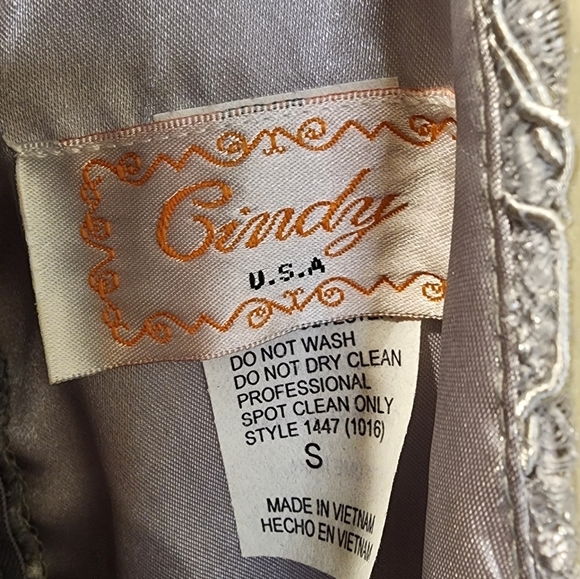 Cindy
U.S.A
DO NOT WASH
DO NOT DRY CLEAN
PROFESSIONAL
SPOT CLEAN ONLY
STYLE 1447 (1016)
S
MADE IN VIETNAM
HECHO EN VIETNAM